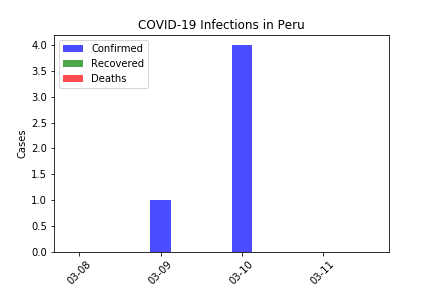 COVID-19 Infections in Peru
Confirmed
Recovered
Deaths
Cases
4.0
3.5
3.0
2.5
2.0
1.5
1.0
0.5
0.0
03-08
03-09
03-10
03-11